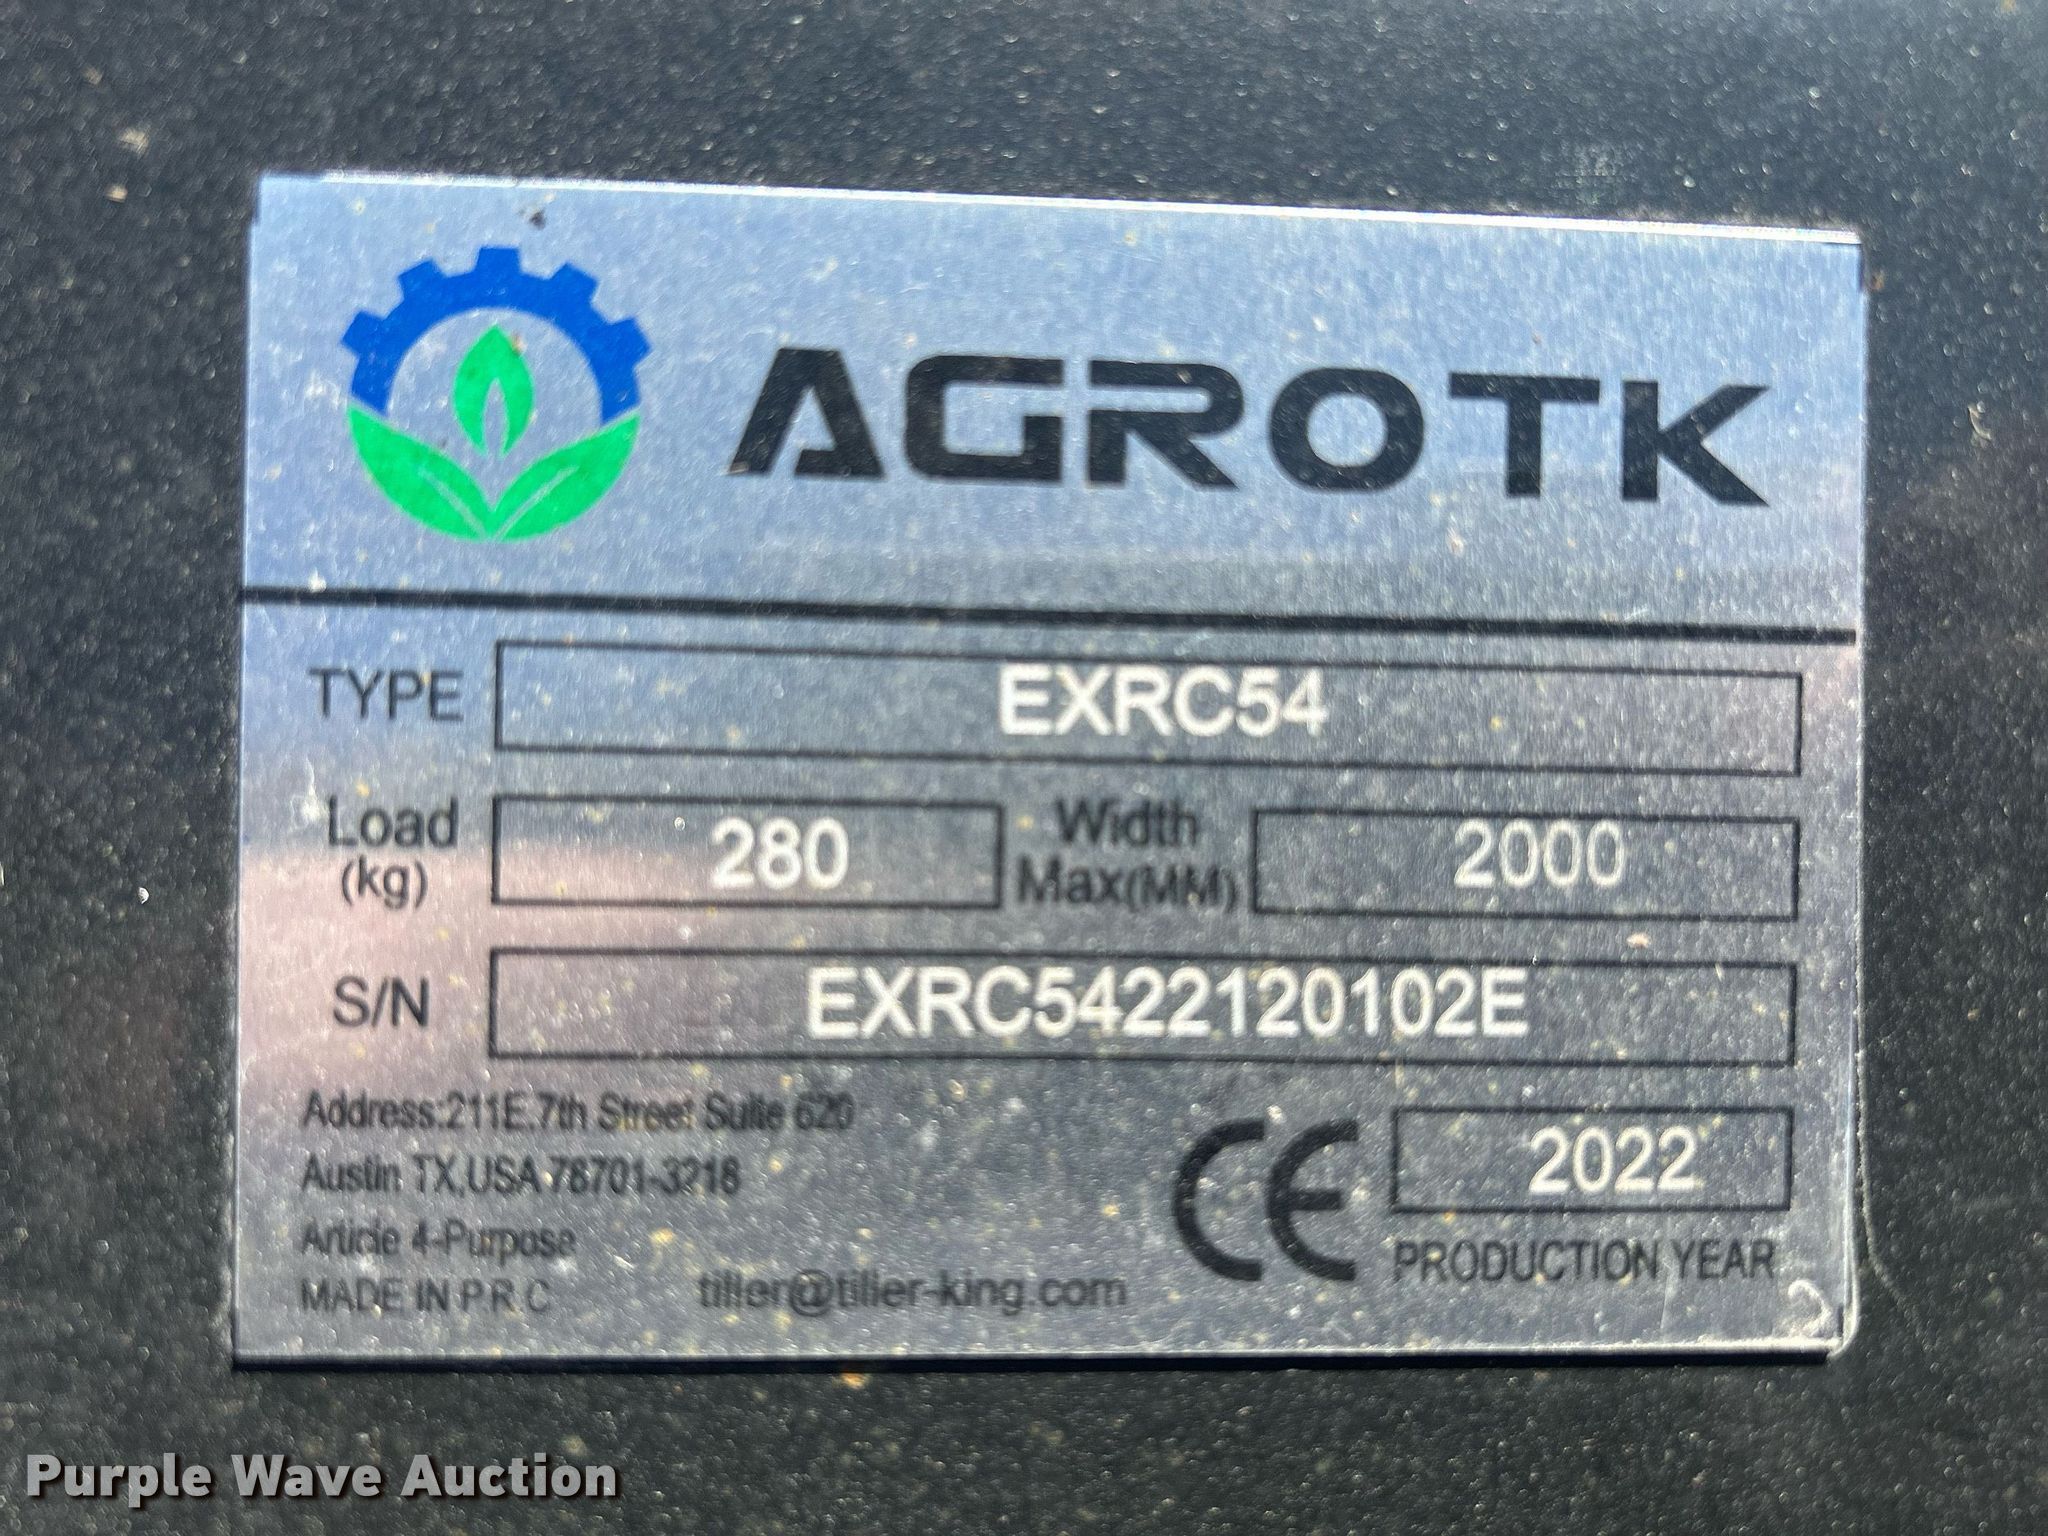 AGROTK
TYPE EXRC54
Load (kg) 280 Width Max(MM) 2000
S/N EXRC5422120102E
Address:211E.7th Street Suite 620
Austin TX,USA 78701-3218
Article 4-Purpose
MADE IN P.R.C tiller@tiller-king.com
CE 2022
PRODUCTION YEAR
Purple Wave Auction